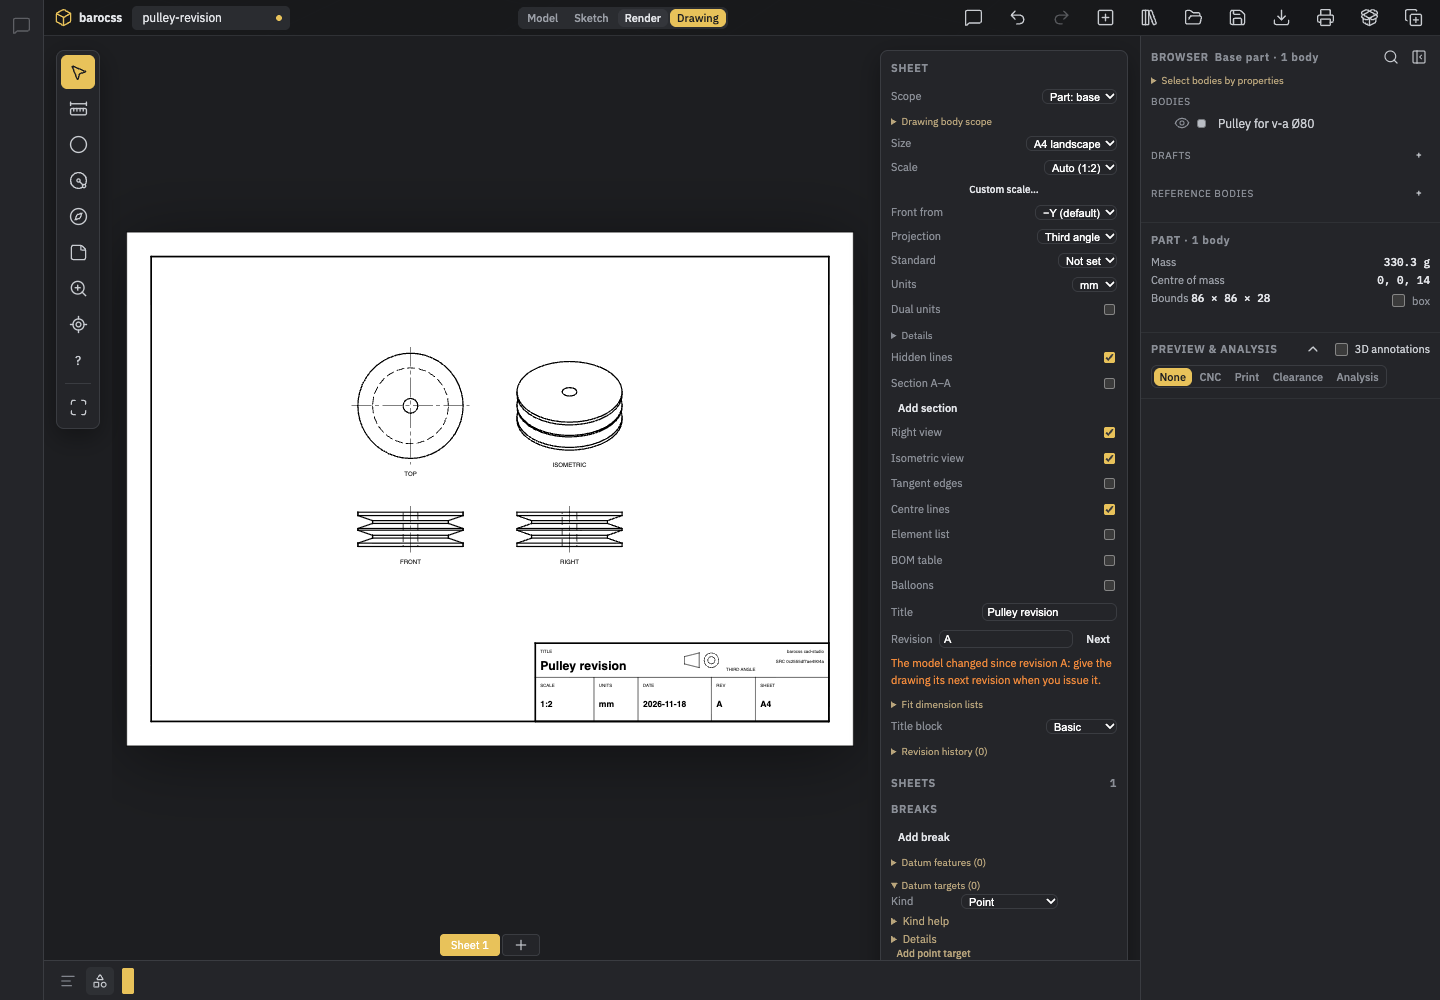 barocss
pulley-revision
Model Sketch Render Drawing
?
TOP
ISOMETRIC
FRONT
RIGHT
TITLE
Pulley revision
THIRD ANGLE
barocss cad-studio
SCALE UNITS DATE REV SHEET
1:2 mm 2026-11-18 A A4
Sheet 1
SHEET
Scope Part: base
Drawing body scope
Size A4 landscape
Scale Auto (1:2)
Custom scale...
Front from −Y (default)
Projection Third angle
Standard Not set
Units mm
Dual units
Details
Hidden lines
Section A–A
Add section
Right view
Isometric view
Tangent edges
Centre lines
Element list
BOM table
Balloons
Title Pulley revision
Revision A Next
The model changed since revision A: give the
drawing its next revision when you issue it.
Fit dimension lists
Title block Basic
Revision history (0)
SHEETS 1
BREAKS
Add break
Datum features (0)
Datum targets (0)
Kind Point
Kind help
Details
Add point target
BROWSER Base part · 1 body
Select bodies by properties
BODIES
Pulley for v-a Ø80
DRAFTS +
REFERENCE BODIES +
PART · 1 body
Mass 330.3 g
Centre of mass 0, 0, 14
Bounds 86 × 86 × 28 box
PREVIEW & ANALYSIS 3D annotations
None CNC Print Clearance Analysis